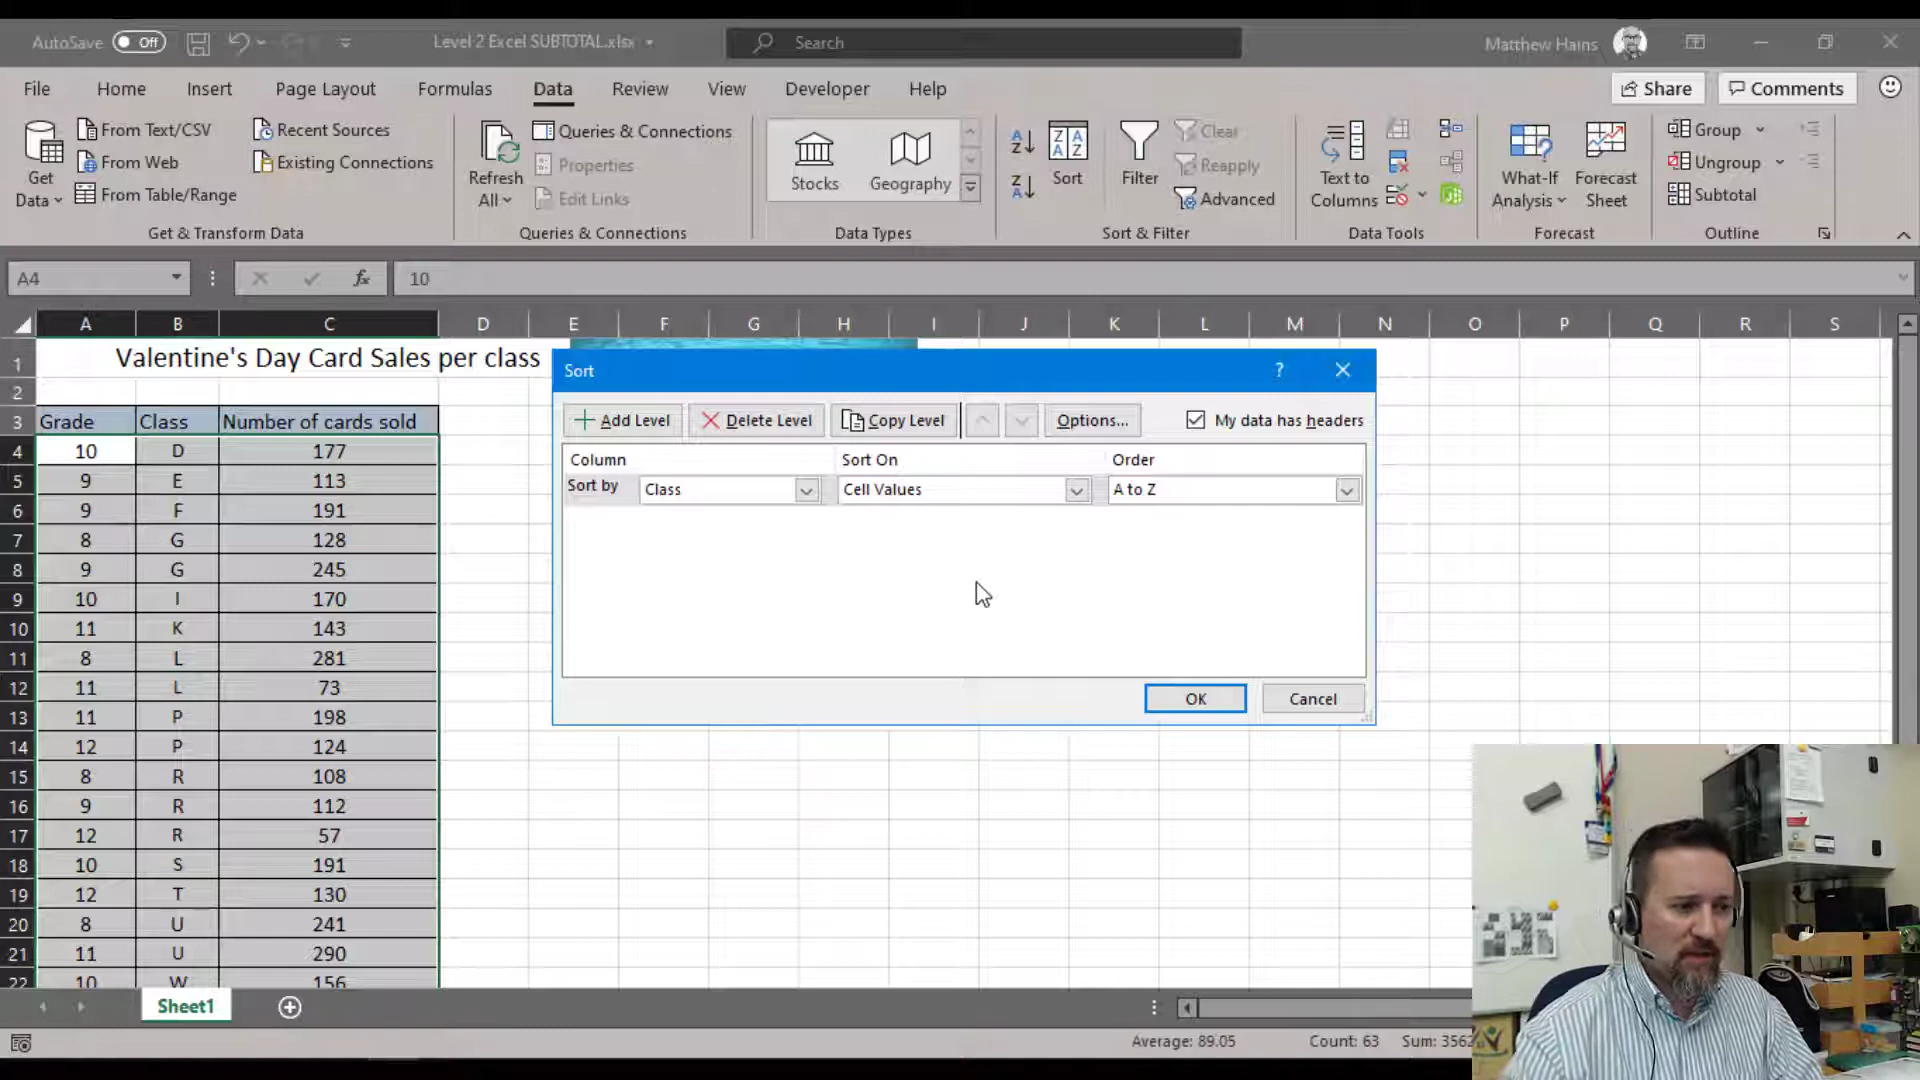 AutoSave Off Level 2 Excel SUBTOTAL.xlsx Search Matthew Hains
File Home Insert Page Layout Formulas Data Review View Developer Help Share Comments
Get Data
From Text/CSV
From Web
From Table/Range
Recent Sources
Existing Connections
Get & Transform Data
Refresh All
Queries & Connections
Properties
Edit Links
Queries & Connections
Stocks Geography
Data Types
Sort
Filter
Clear
Reapply
Advanced
Sort & Filter
Text to Columns
Data Tools
What-If Analysis
Forecast Sheet
Forecast
Group
Ungroup
Subtotal
Outline
A4 fx 10
A B C D E F G H I J K L M N O P Q R S
1 Valentine's Day Card Sales per class
2
3 Grade Class Number of cards sold
4 10 D 177
5 9 E 113
6 9 F 191
7 8 G 128
8 9 G 245
9 10 I 170
10 11 K 143
11 8 L 281
12 11 L 73
13 11 P 198
14 12 P 124
15 8 R 108
16 9 R 112
17 12 R 57
18 10 S 191
19 12 T 130
20 8 U 241
21 11 U 290
22 10 W 156
Sort ?
Add Level Delete Level Copy Level Options... My data has headers
Column Sort On Order
Sort by Class Cell Values A to Z
OK Cancel
Sheet1
Average: 89.05 Count: 63 Sum: 3562